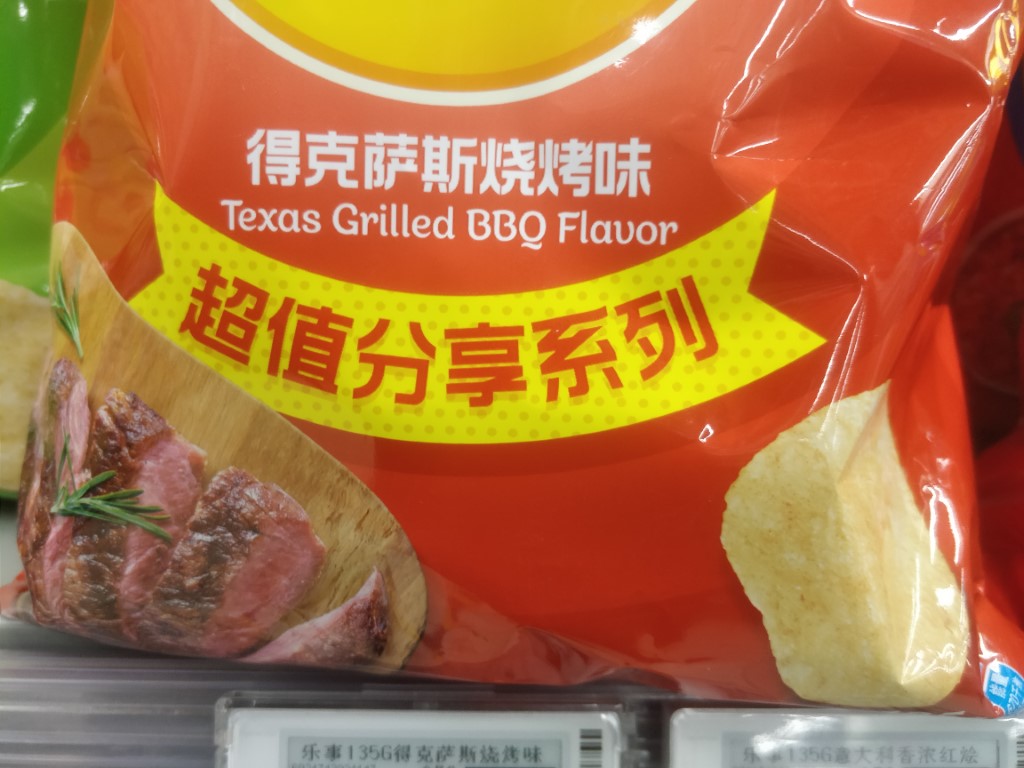 得克萨斯烧烤味
Texas Grilled BBQ Flavor
超值分享系列
乐事135G得克萨斯烧烤味
乐事135G意大利香浓红烩